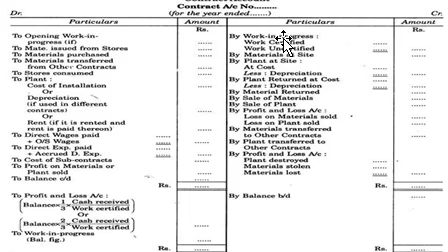 Contract A/c No..........
Dr.
(for the year ended........)
Cr.
Particulars
Amount
Particulars
Amount
Rs.
To Opening Work-in-
progress (if)
To Mate. issued from Stores
To Materials purchased
To Materials transferred
from Other Contracts
To Stores consumed
To Plant :
Cost of Installation
Or
Depreciation
(if used in different
contracts)
Or
Rent (if it is rented and
rent is paid thereon)
To Direct Wages paid
+ O/S Wages
To Direct Exp. paid
+ Accrued D. Exp.
To Cost of Sub-contracts
To Profit on Materials or
Plant sold
To Balance c/d
Rs.
To Profit and Loss A/c :
(Balance× 1/3 × Cash received/Work certified)
Or
(Balance× 2/3 × Cash received/Work certified)
To Work-in-progress
(Bal. fig.)
Rs.
Rs.
By Work-in-progress :
Work Certified
Work Uncertified
By Materials at Site
By Plant at Site :
At Cost
Less : Depreciation
By Plant Returned at Cost
Less : Depreciation
By Material Returned
By Sale of Materials
By Sale of Plant
By Profit and Loss A/c :
Loss on Materials sold
Loss on Plant sold
By Materials transferred
to Other Contracts
By Plant transferred to
Other Contracts
By Profit and Loss A/c :
Plant destroyed
Materials stolen
Materials lost
Rs.
By Balance b/d
Rs.